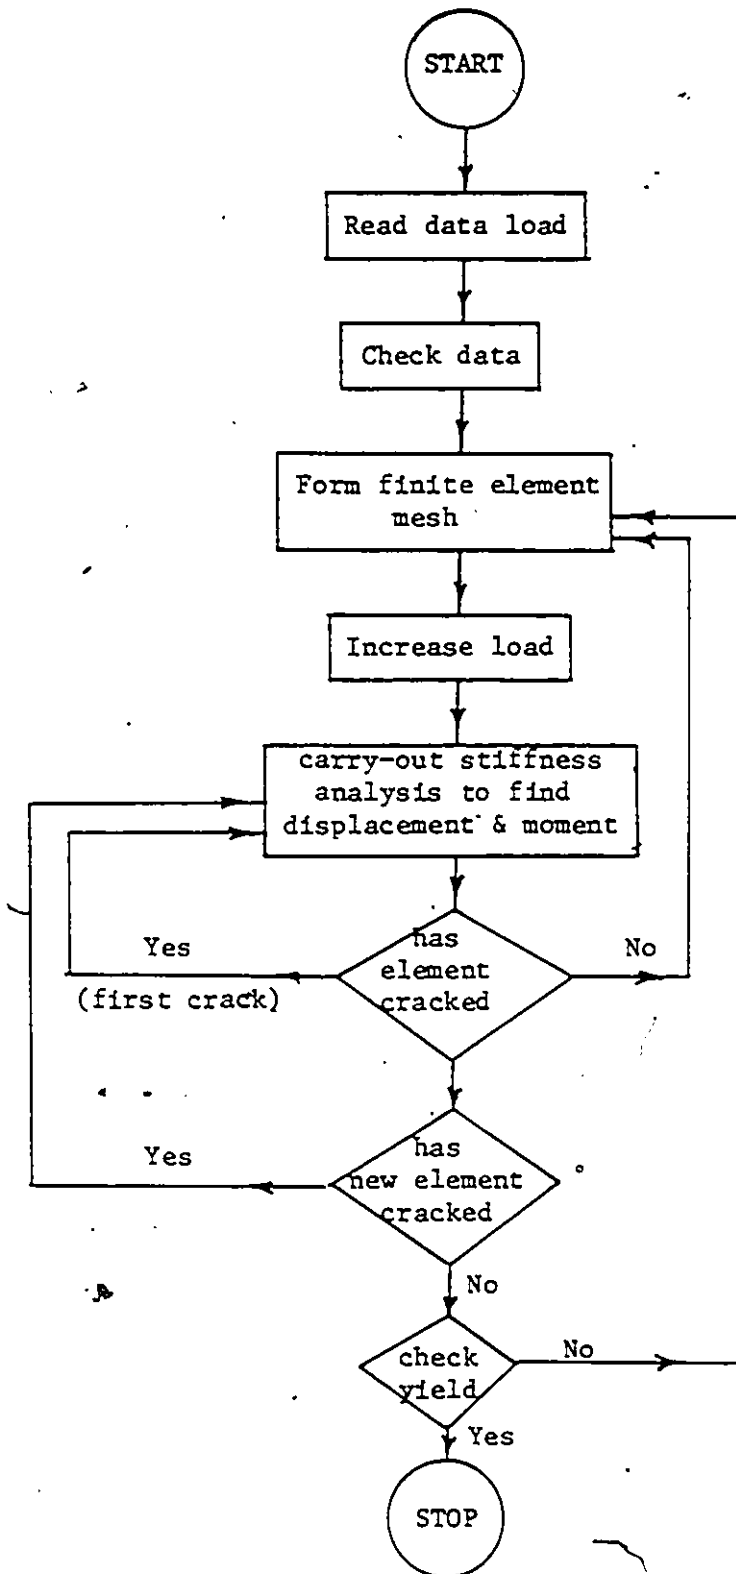 START
Read data load
Check data
Form finite element
mesh
Increase load
carry-out stiffness
analysis to find
displacement & moment
has
element
cracked
Yes
(first crack)
No
has
new element
cracked
Yes
No
check
yield
No
Yes
STOP